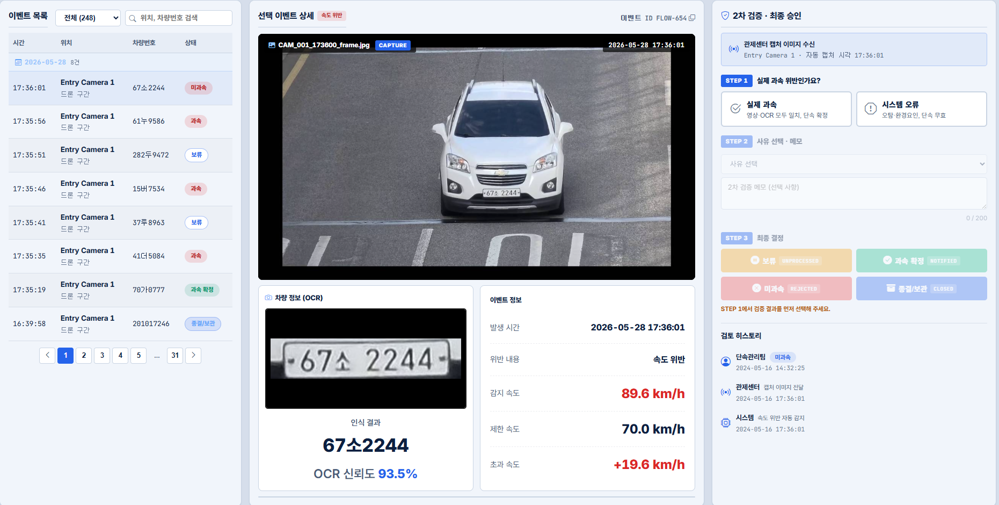 이벤트 목록
전체 (248)
위치, 차량번호 검색
시간 위치 차량번호 상태
2026-05-28 8건
17:36:01 Entry Camera 1 드론 구간 67소2244 미과속
17:35:56 Entry Camera 1 드론 구간 61누9586 과속
17:35:51 Entry Camera 1 드론 구간 282두9472 보류
17:35:46 Entry Camera 1 드론 구간 15버7534 과속
17:35:41 Entry Camera 1 드론 구간 37루8963 보류
17:35:35 Entry Camera 1 드론 구간 41더5084 과속
17:35:19 Entry Camera 1 드론 구간 70가0777 과속 확정
16:39:58 Entry Camera 1 드론 구간 201017246 종결/보관
1 2 3 4 5 ... 31
선택 이벤트 상세 속도 위반
이벤트 ID FLOW-654
CAM_001_173600_frame.jpg CAPTURE
2026-05-28 17:36:01
67소 2244
차량 정보 (OCR)
67소 2244
인식 결과
67소2244
OCR 신뢰도 93.5%
이벤트 정보
발생 시간 2026-05-28 17:36:01
위반 내용 속도 위반
감지 속도 89.6 km/h
제한 속도 70.0 km/h
초과 속도 +19.6 km/h
2차 검증 · 최종 승인
관제센터 캡처 이미지 수신
Entry Camera 1 · 자동 캡처 시각 17:36:01
STEP 1 실제 과속 위반인가요?
실제 과속
영상·OCR 모두 일치, 단속 확정
시스템 오류
오탐·환경요인, 단속 무효
STEP 2 사유 선택 · 메모
사유 선택
2차 검증 메모 (선택 사항)
0 / 200
STEP 3 최종 결정
보류 UNPROCESSED
과속 확정 NOTIFIED
미과속 REJECTED
종결/보관 CLOSED
STEP 1에서 검증 결과를 먼저 선택해 주세요.
검토 히스토리
단속관리팀 미과속
2024-05-16 14:32:25
관제센터 캡처 이미지 전달
2024-05-16 17:36:01
시스템 속도 위반 자동 감지
2024-05-16 17:36:01